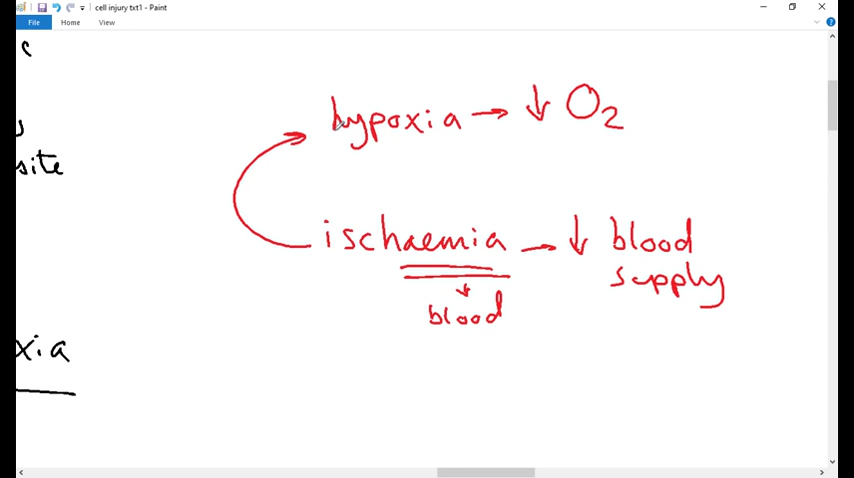 cell injury txt1 - Paint
File Home View
hypoxia → ↓ O2
site
ischaemia → ↓ blood
supply
blood
xia